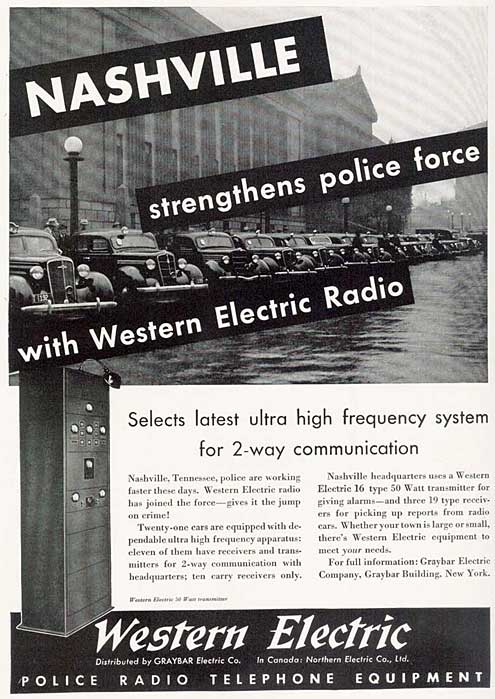 NASHVILLE
strengthens police force
with Western Electric Radio
Selects latest ultra high frequency system
for 2-way communication
Nashville, Tennessee, police are working
faster these days. Western Electric radio
has joined the force—gives it the jump
on crime!
Twenty-one cars are equipped with de-
pendable ultra high frequency apparatus:
eleven of them have receivers and trans-
mitters for 2-way communication with
headquarters; ten carry receivers only.
Nashville headquarters uses a Western
Electric 16 type 50 Watt transmitter for
giving alarms—and three 19 type receiv-
ers for picking up reports from radio
cars. Whether your town is large or small,
there's Western Electric equipment to
meet your needs.
For full information: Graybar Electric
Company, Graybar Building, New York.
Western Electric 50 Watt transmitter
Western Electric
Distributed by GRAYBAR Electric Co. In Canada: Northern Electric Co., Ltd.
POLICE RADIO TELEPHONE EQUIPMENT